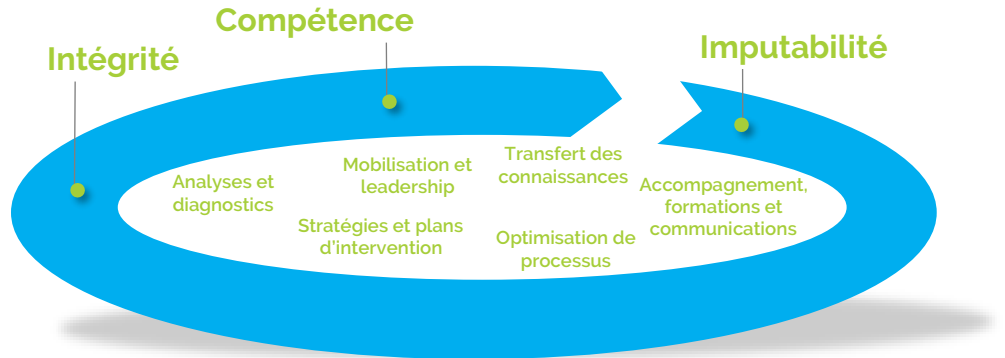 Compétence
Intégrité
Imputabilité
Analyses et
diagnostics
Mobilisation et
leadership
Transfert des
connaissances
Accompagnement,
formations et
communications
Stratégies et plans
d'intervention
Optimisation de
processus